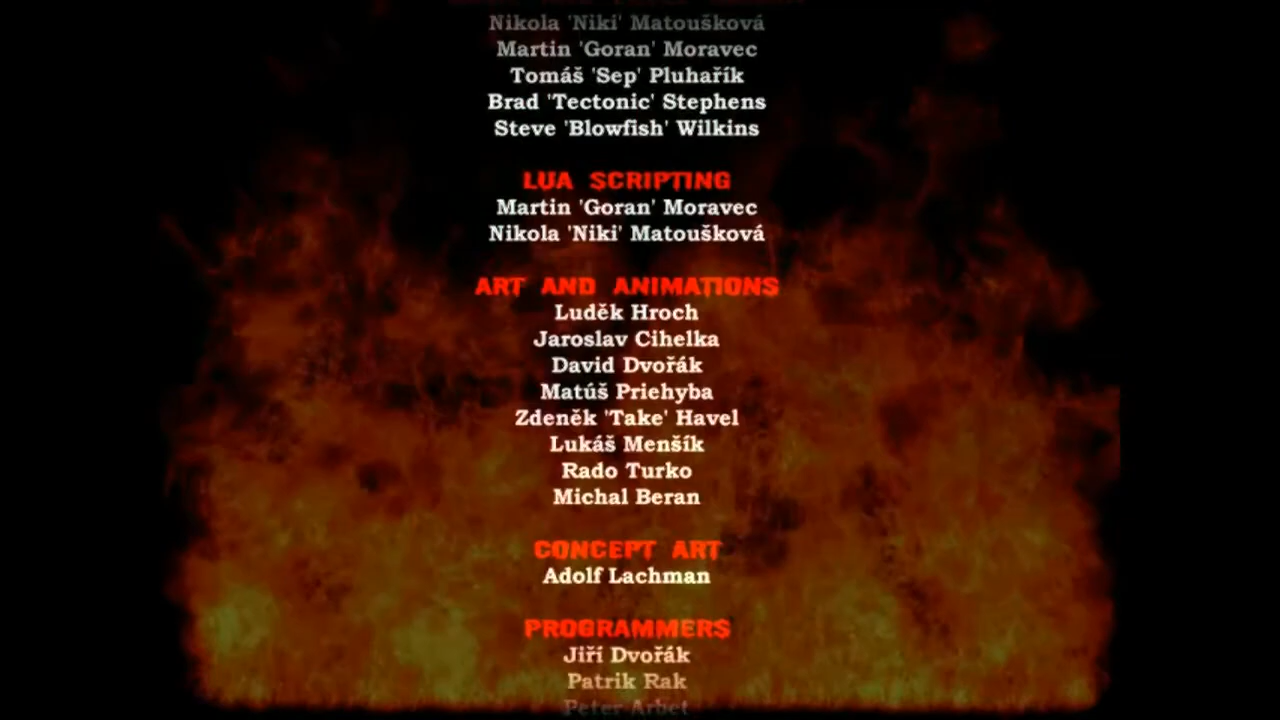 Nikola 'Niki' Matoušková
Martin 'Goran' Moravec
Tomáš 'Sep' Pluhařík
Brad 'Tectonic' Stephens
Steve 'Blowfish' Wilkins
LUA SCRIPTING
Martin 'Goran' Moravec
Nikola 'Niki' Matoušková
ART AND ANIMATIONS
Luděk Hroch
Jaroslav Cihelka
David Dvořák
Matúš Priehyba
Zdeněk 'Take' Havel
Lukáš Menšík
Rado Turko
Michal Beran
CONCEPT ART
Adolf Lachman
PROGRAMMERS
Jiří Dvořák
Patrik Rak
Peter Arbet